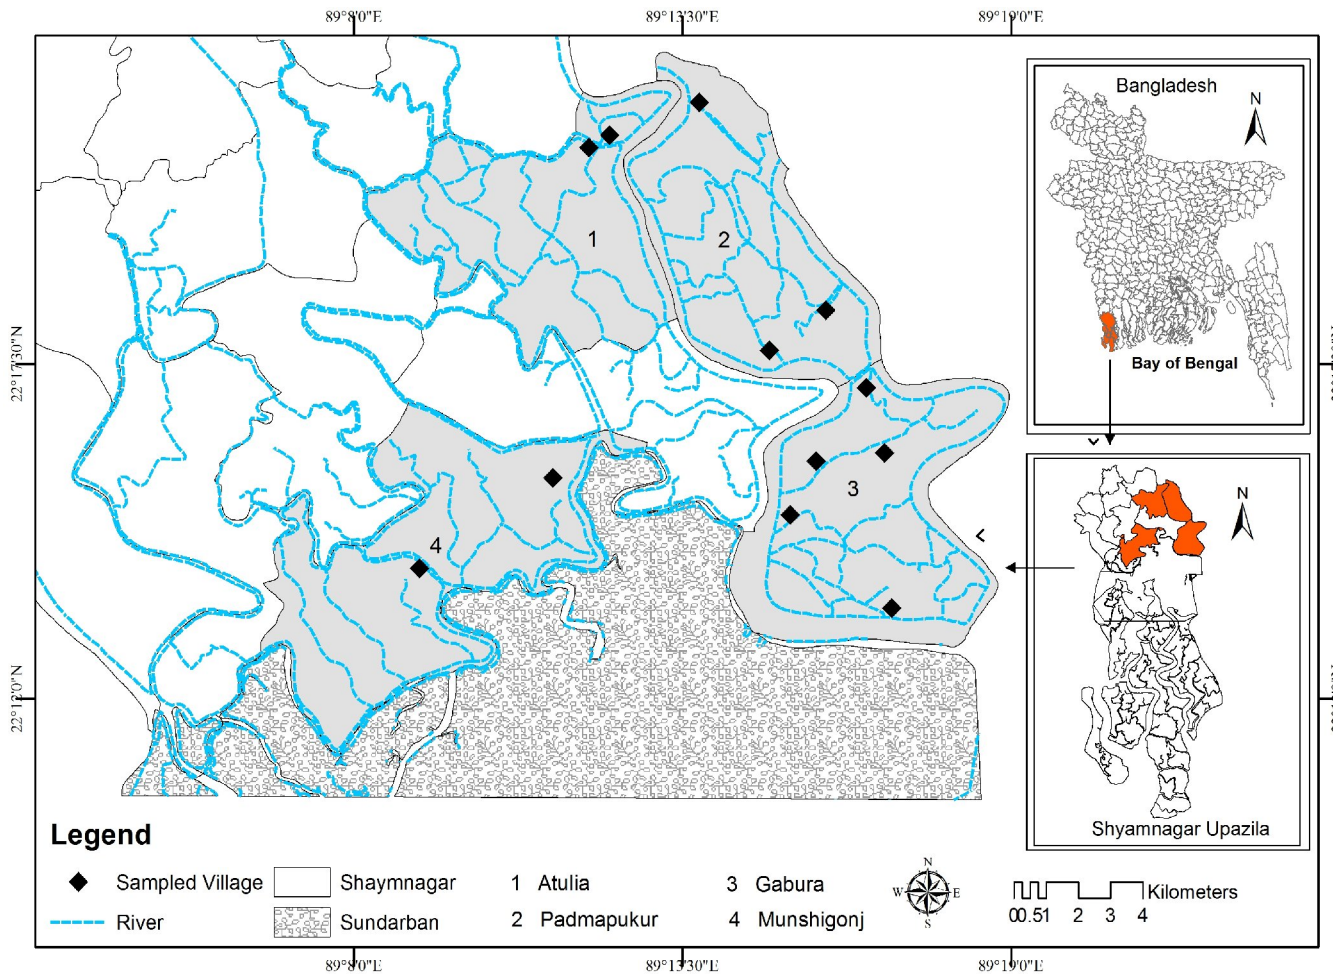 89°8'0"E 89°13'30"E 89°19'0"E
Bangladesh
N
Bay of Bengal
22°17'30"N
22°12'0"N
1
2
3
4
N
Shyamnagar Upazila
Legend
Sampled Village Shaymnagar 1 Atulia 3 Gabura
River Sundarban 2 Padmapukur 4 Munshigonj
N
W E
S
Kilometers
0 0.5 1 2 3 4
89°8'0"E 89°13'30"E 89°19'0"E